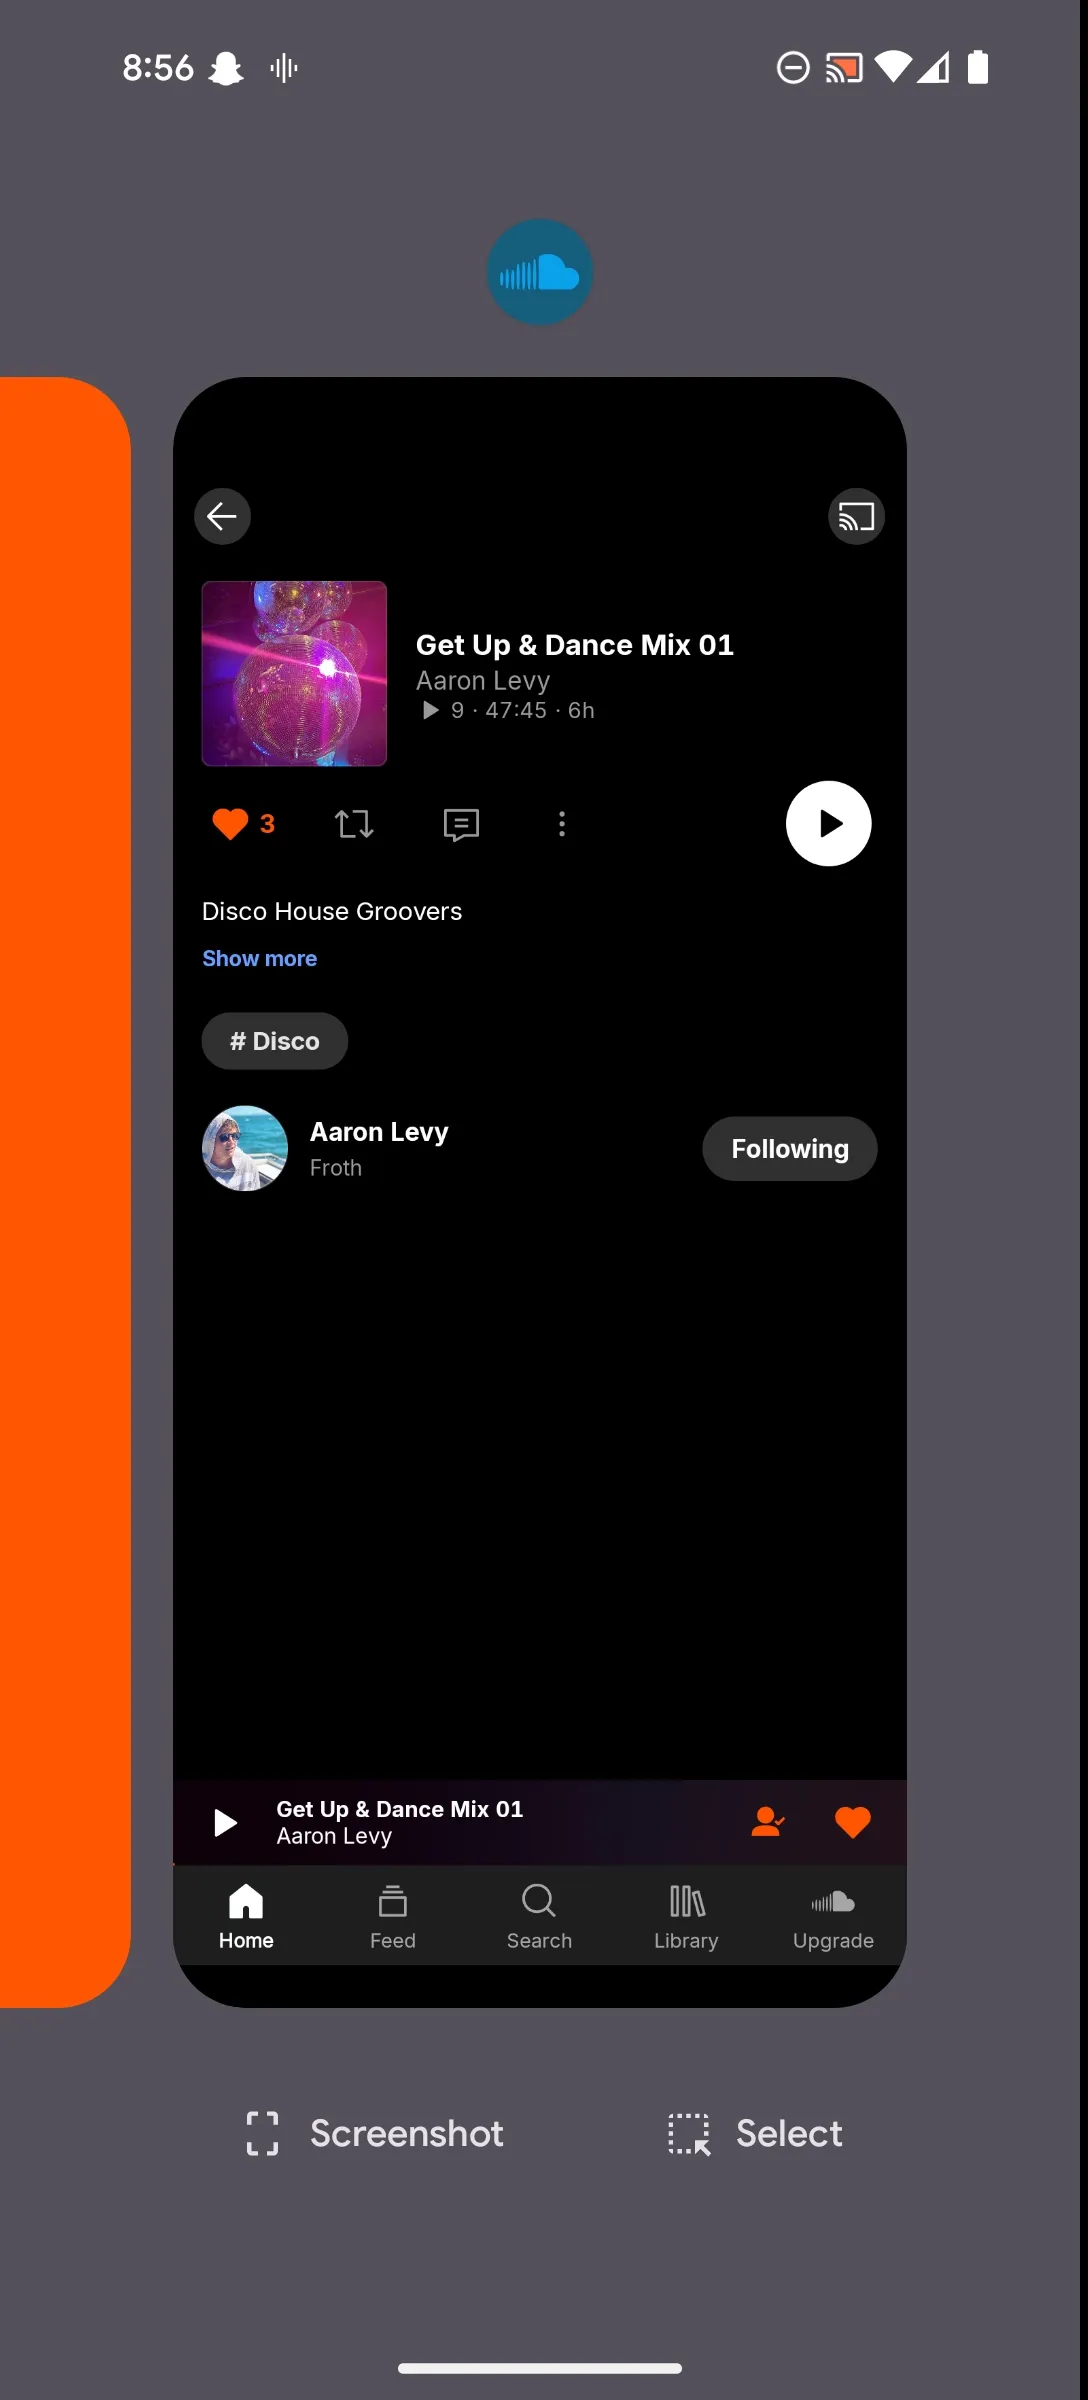 8:56
Get Up & Dance Mix 01
Aaron Levy
9 · 47:45 · 6h
3
Disco House Groovers
Show more
# Disco
Aaron Levy
Froth
Following
Get Up & Dance Mix 01
Aaron Levy
Home
Feed
Search
Library
Upgrade
Screenshot
Select